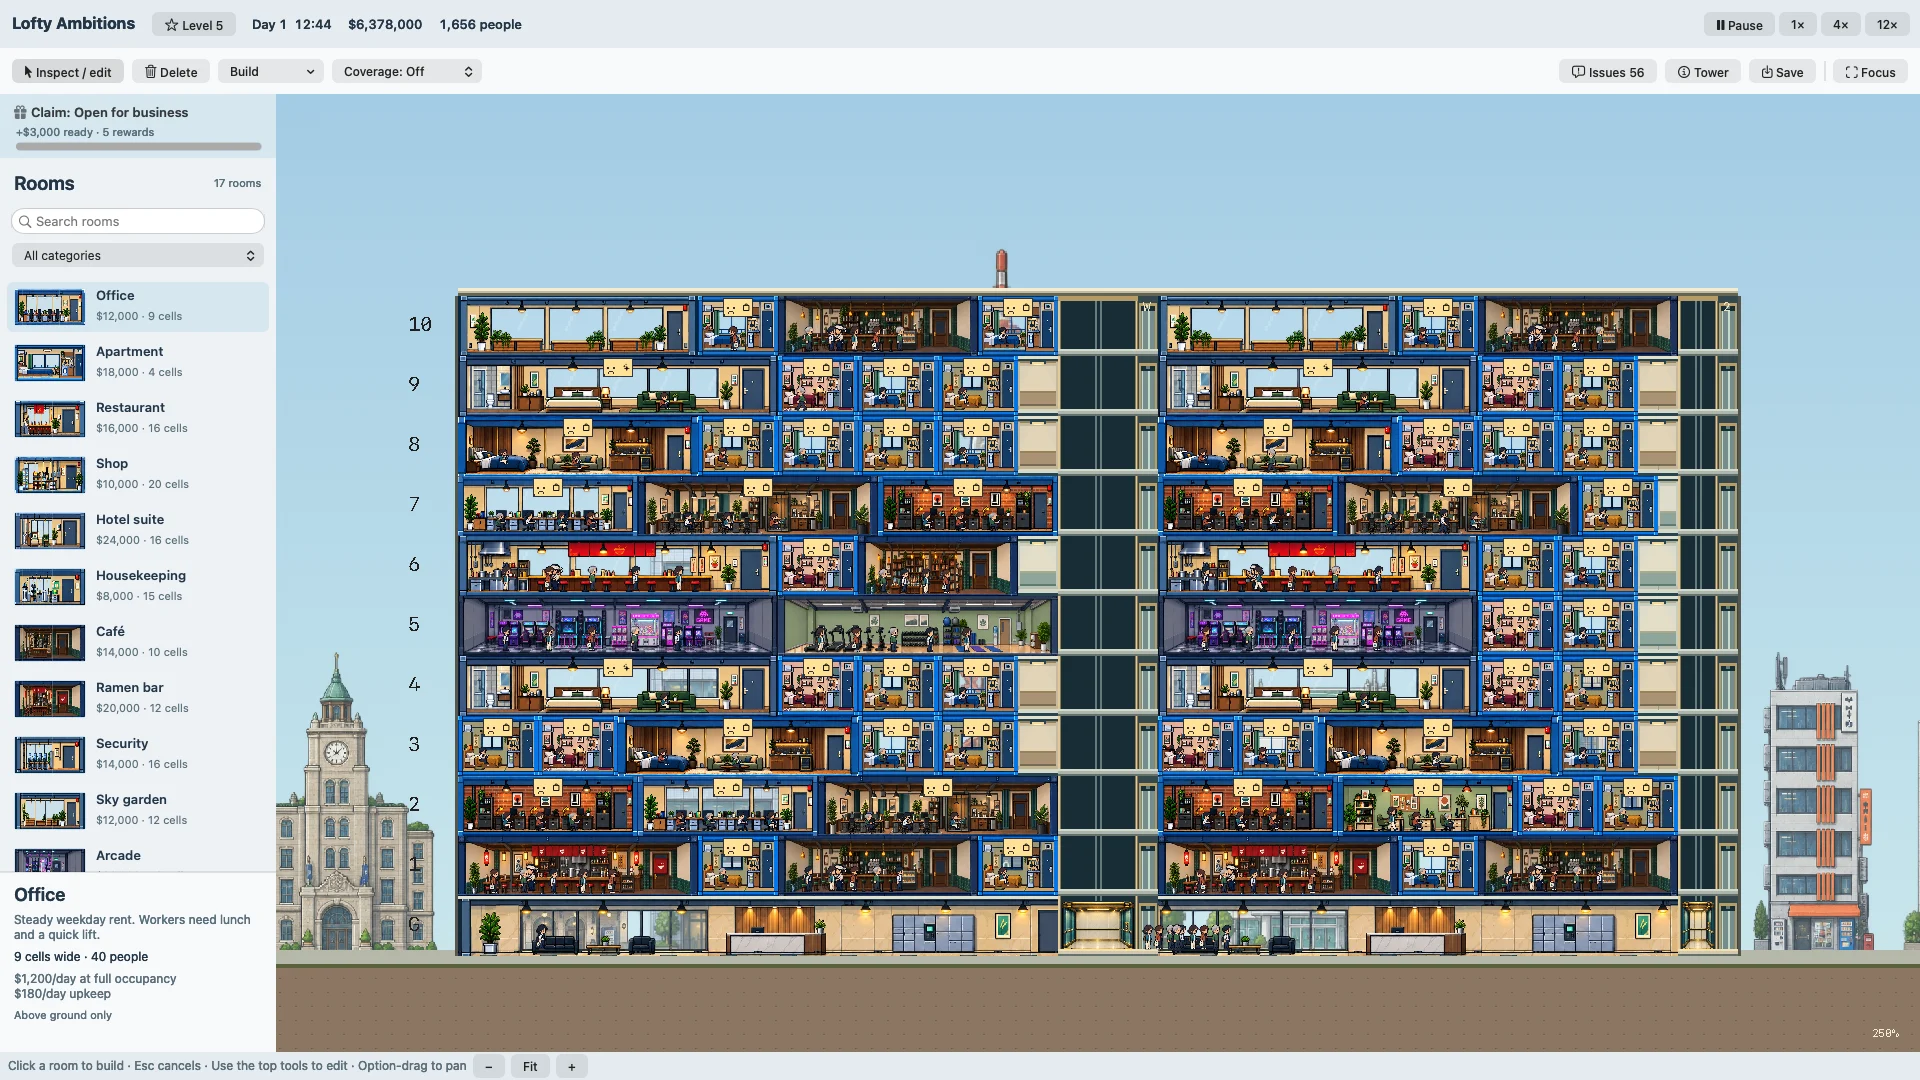 Lofty Ambitions
Level 5
Day 1 12:44
$6,378,000
1,656 people
Pause
1×
4×
12×
Inspect / edit
Delete
Build
Coverage: Off
Issues 56
Tower
Save
Focus
Claim: Open for business
+$3,000 ready · 5 rewards
Rooms
17 rooms
Search rooms
All categories
Office
$12,000 · 9 cells
Apartment
$18,000 · 4 cells
Restaurant
$16,000 · 16 cells
Shop
$10,000 · 20 cells
Hotel suite
$24,000 · 16 cells
Housekeeping
$8,000 · 15 cells
Café
$14,000 · 10 cells
Ramen bar
$20,000 · 12 cells
Security
$14,000 · 16 cells
Sky garden
$12,000 · 12 cells
Arcade
Office
Steady weekday rent. Workers need lunch
and a quick lift.
9 cells wide · 40 people
$1,200/day at full occupancy
$180/day upkeep
Above ground only
10
9
8
7
6
5
4
3
2
1
G
250%
Click a room to build · Esc cancels · Use the top tools to edit · Option-drag to pan
−
Fit
+